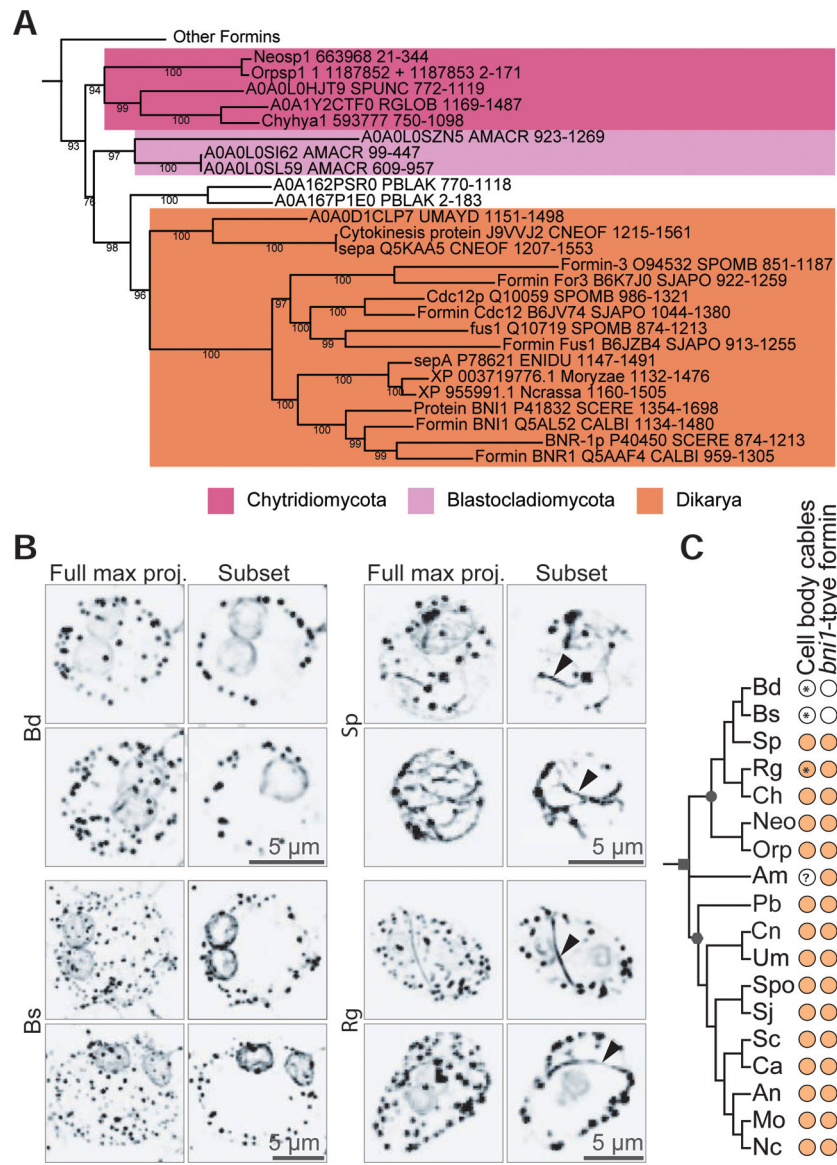 A
Other Formins
Neosp1 663968 21-344
Orpsp1 1 1187852 + 1187853 2-171
A0A0L0HJT9 SPUNC 772-1119
A0A1Y2CTF0 RGLOB 1169-1487
Chyhya1 593777 750-1098
A0A0L0SZN5 AMACR 923-1269
A0A0L0SI62 AMACR 99-447
A0A0L0SL59 AMACR 609-957
A0A162PSR0 PBLAK 770-1118
A0A167P1E0 PBLAK 2-183
A0A0D1CLP7 UMAYD 1151-1498
Cytokinesis protein J9VVJ2 CNEOF 1215-1561
sepa Q5KAA5 CNEOF 1207-1553
Formin-3 O94532 SPOMB 851-1187
Formin For3 B6K7J0 SJAPO 922-1259
Cdc12p Q10059 SPOMB 986-1321
Formin Cdc12 B6JV74 SJAPO 1044-1380
fus1 Q10719 SPOMB 874-1213
Formin Fus1 B6JZB4 SJAPO 913-1255
sepA P78621 ENIDU 1147-1491
XP 003719776.1 Moryzae 1132-1476
XP 955991.1 Ncrassa 1160-1505
Protein BNI1 P41832 SCERE 1354-1698
Formin BNI1 Q5AL52 CALBI 1134-1480
BNR-1p P40450 SCERE 874-1213
Formin BNR1 Q5AAF4 CALBI 959-1305
100
94
99
100
93
97
100
76
100
98
100
100
96
100
97
100
100
100
99
100
100
100
100
100
99
99
Chytridiomycota
Blastocladiomycota
Dikarya
B
Full max proj.
Subset
Full max proj.
Subset
Bd
Sp
5 µm
5 µm
Bs
Rg
5 µm
5 µm
C
Cell body cables
bni1-tpye formin
Bd *
Bs *
Sp
Rg *
Ch
Neo
Orp
Am ?
Pb
Cn
Um
Spo
Sj
Sc
Ca
An
Mo
Nc